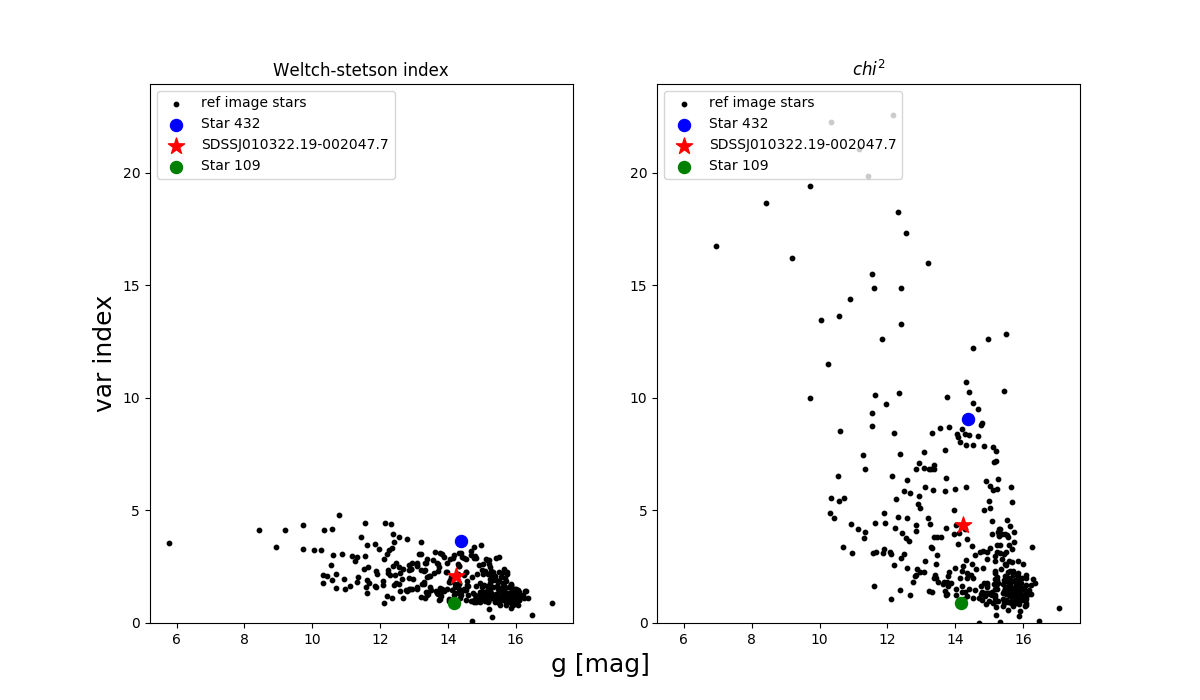 Weltch-stetson index
chi²
ref image stars
Star 432
SDSSJ010322.19-002047.7
Star 109
ref image stars
Star 432
SDSSJ010322.19-002047.7
Star 109
var index
20
15
10
5
0
20
15
10
5
0
6 8 10 12 14 16
6 8 10 12 14 16
g [mag]